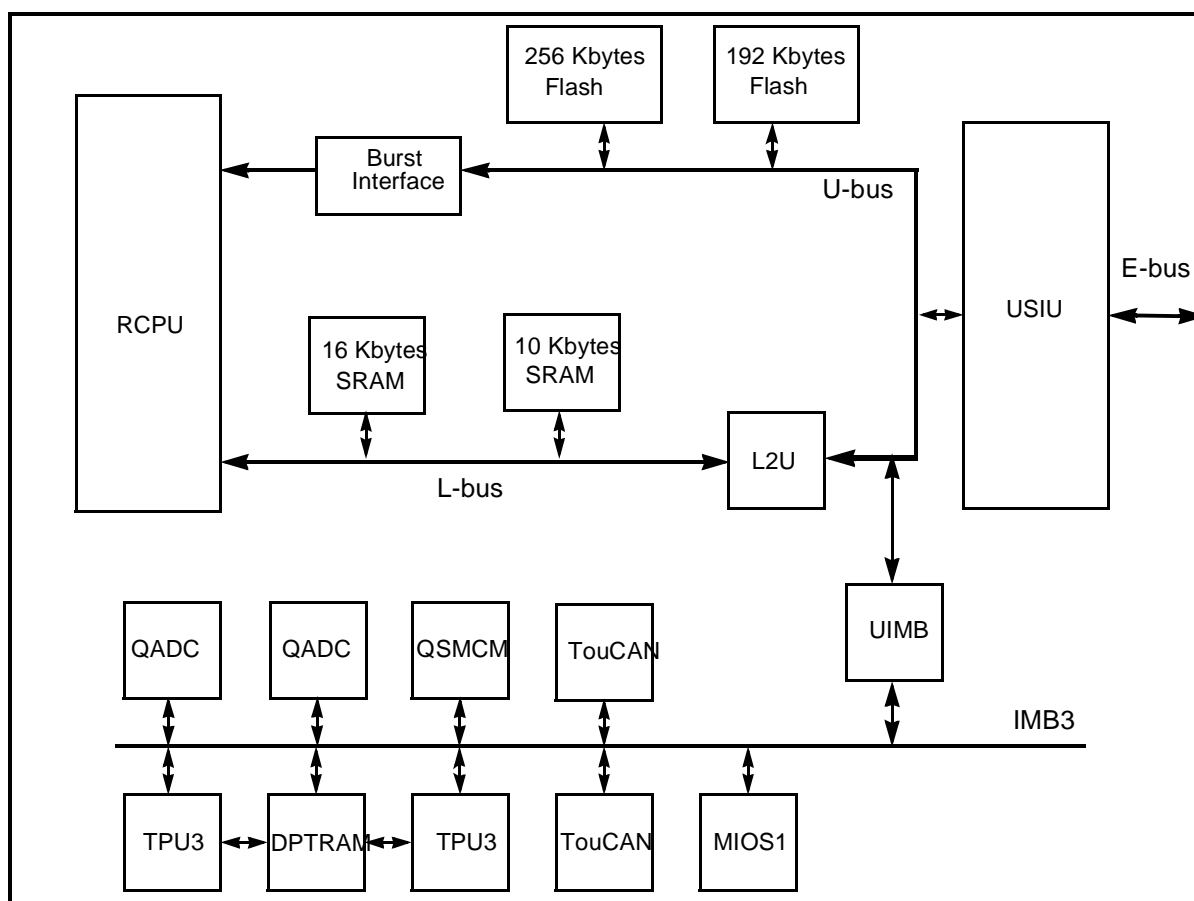 256 Kbytes
Flash
192 Kbytes
Flash
Burst
Interface
U-bus
E-bus
RCPU
USIU
16 Kbytes
SRAM
10 Kbytes
SRAM
L2U
L-bus
UIMB
QADC
QADC
QSMCM
TouCAN
IMB3
TPU3
DPTRAM
TPU3
TouCAN
MIOS1